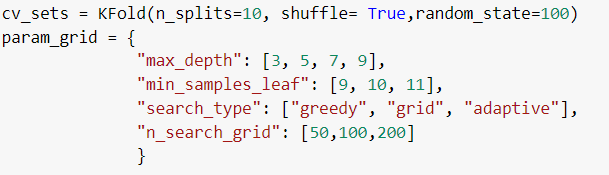 cv_sets = KFold(n_splits=10, shuffle= True,random_state=100)
param_grid = {
"max_depth": [3, 5, 7, 9],
"min_samples_leaf": [9, 10, 11],
"search_type": ["greedy", "grid", "adaptive"],
"n_search_grid": [50,100,200]
}